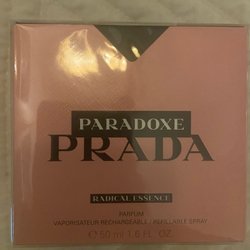 PARADOXE
PRADA
RADICAL ESSENCE
PARFUM
VAPORISATEUR RECHARGEABLE / REFILLABLE SPRAY
℮ 50 ml 1.6 FL. OZ.